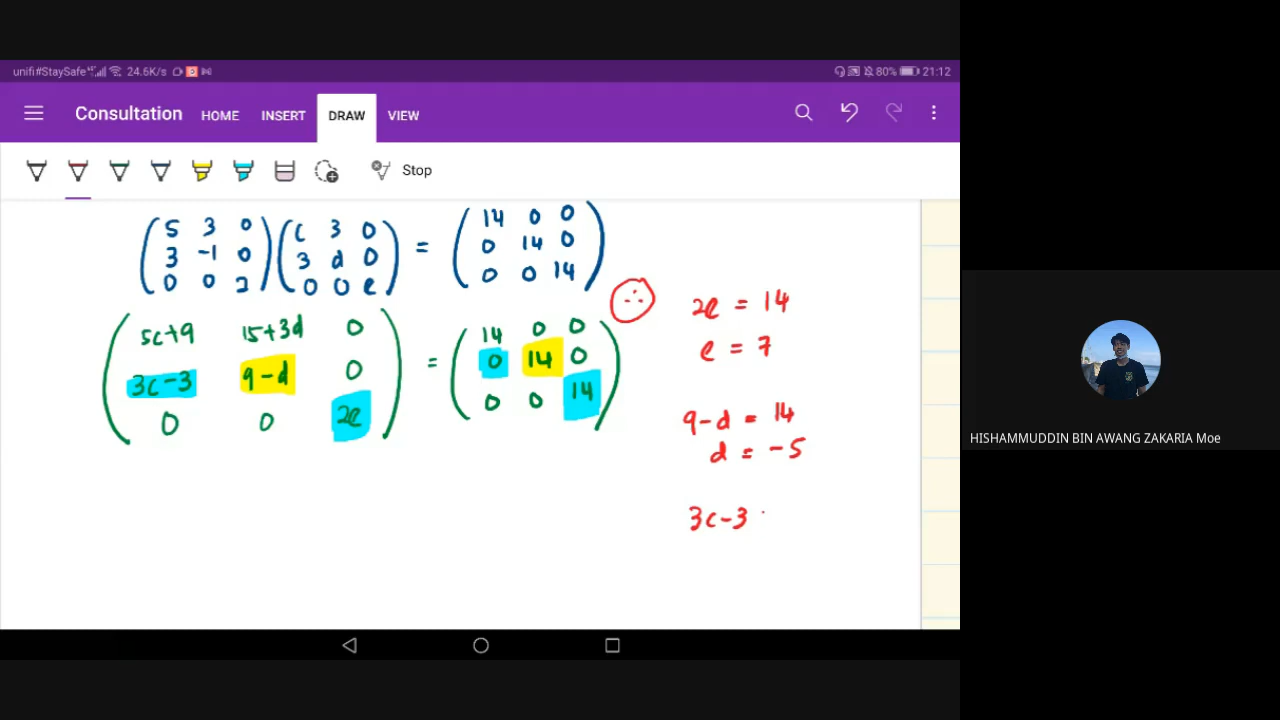 unifi#StaySafe 24.6K/s 80% 21:12
Consultation HOME INSERT DRAW VIEW
Stop
(5 3 0) (c 3 0) = (14 0 0)
(3 -1 0) (3 d 0) (0 14 0)
(0 0 2) (0 0 e) (0 0 14)
(5c+9 15+3d 0) = (14 0 0)
(3c-3 9-d 0) (0 14 0)
(0 0 2e) (0 0 14)
∴ 2e = 14
e = 7
9-d = 14
d = -5
3c-3
HISHAMMUDDIN BIN AWANG ZAKARIA Moe